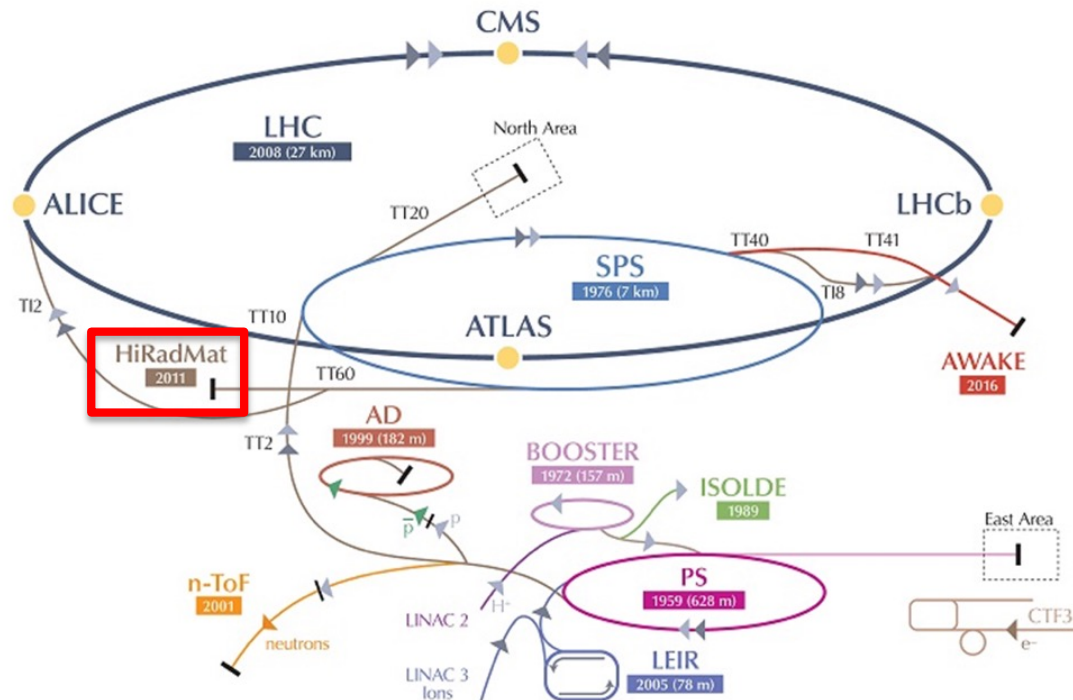 CMS
LHC
2008 (27 km)
North Area
ALICE
LHCb
TT20
TT40
TT41
SPS
1976 (7 km)
TI8
TI2
TT10
ATLAS
HiRadMat
2011
TT60
AWAKE
2016
AD
1999 (182 m)
TT2
BOOSTER
1972 (157 m)
ISOLDE
1989
p̅
p
East Area
n-ToF
2001
PS
1959 (628 m)
H⁺
LINAC 2
neutrons
CTF3
e⁻
LINAC 3
Ions
LEIR
2005 (78 m)